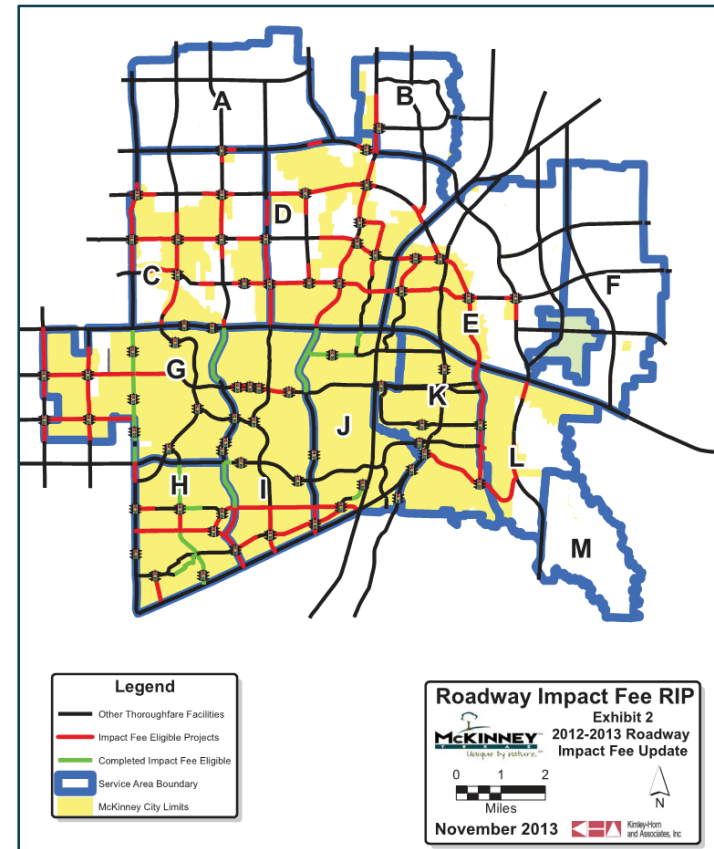 A
B
D
C
F
E
G
K
J
L
H
I
M
Legend
Other Thoroughfare Facilities
Impact Fee Eligible Projects
Completed Impact Fee Eligible
Service Area Boundary
McKinney City Limits
Roadway Impact Fee RIP
Exhibit 2
2012-2013 Roadway
Impact Fee Update
McKINNEY
TEXAS
Unique by nature.
0 1 2
Miles
N
November 2013
Kimley-Horn
and Associates, Inc